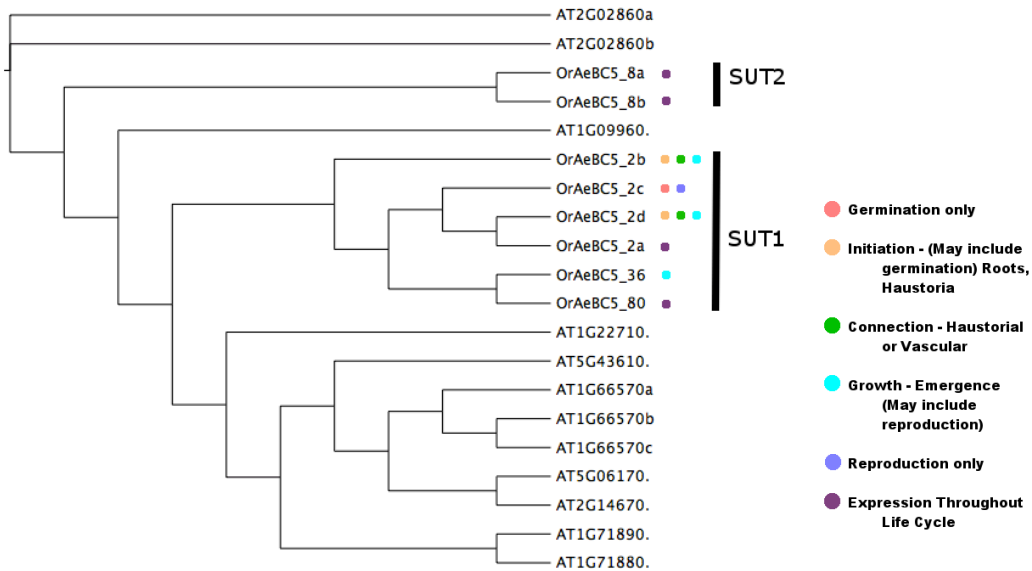 AT2G02860a
AT2G02860b
OrAeBC5_8a
SUT2
OrAeBC5_8b
AT1G09960.
OrAeBC5_2b
OrAeBC5_2c
Germination only
OrAeBC5_2d
SUT1
OrAeBC5_2a
Initiation - (May include
germination) Roots,
Haustoria
OrAeBC5_36
OrAeBC5_80
AT1G22710.
Connection - Haustorial
or Vascular
AT5G43610.
AT1G66570a
Growth - Emergence
(May include
reproduction)
AT1G66570b
AT1G66570c
Reproduction only
AT5G06170.
AT2G14670.
Expression Throughout
Life Cycle
AT1G71890.
AT1G71880.